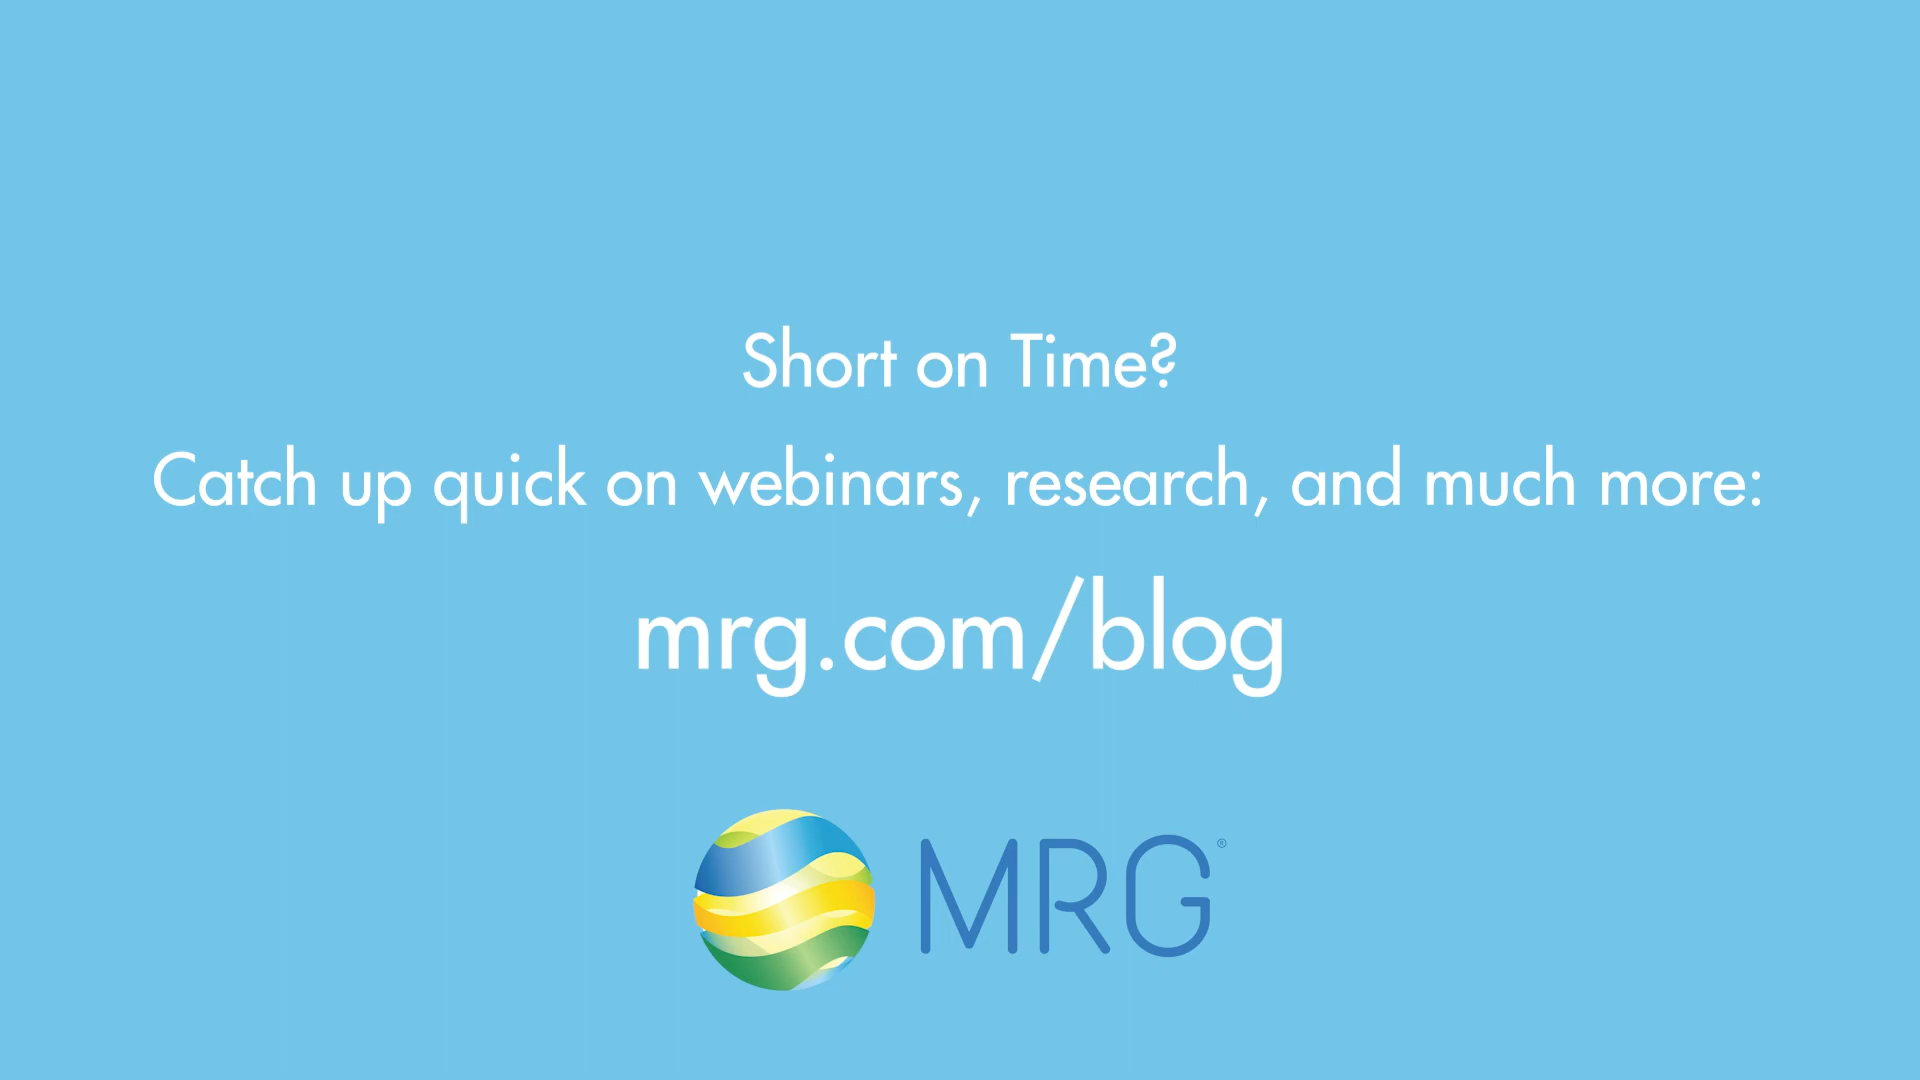 Short on Time?
Catch up quick on webinars, research, and much more:
mrg.com/blog
MRG®